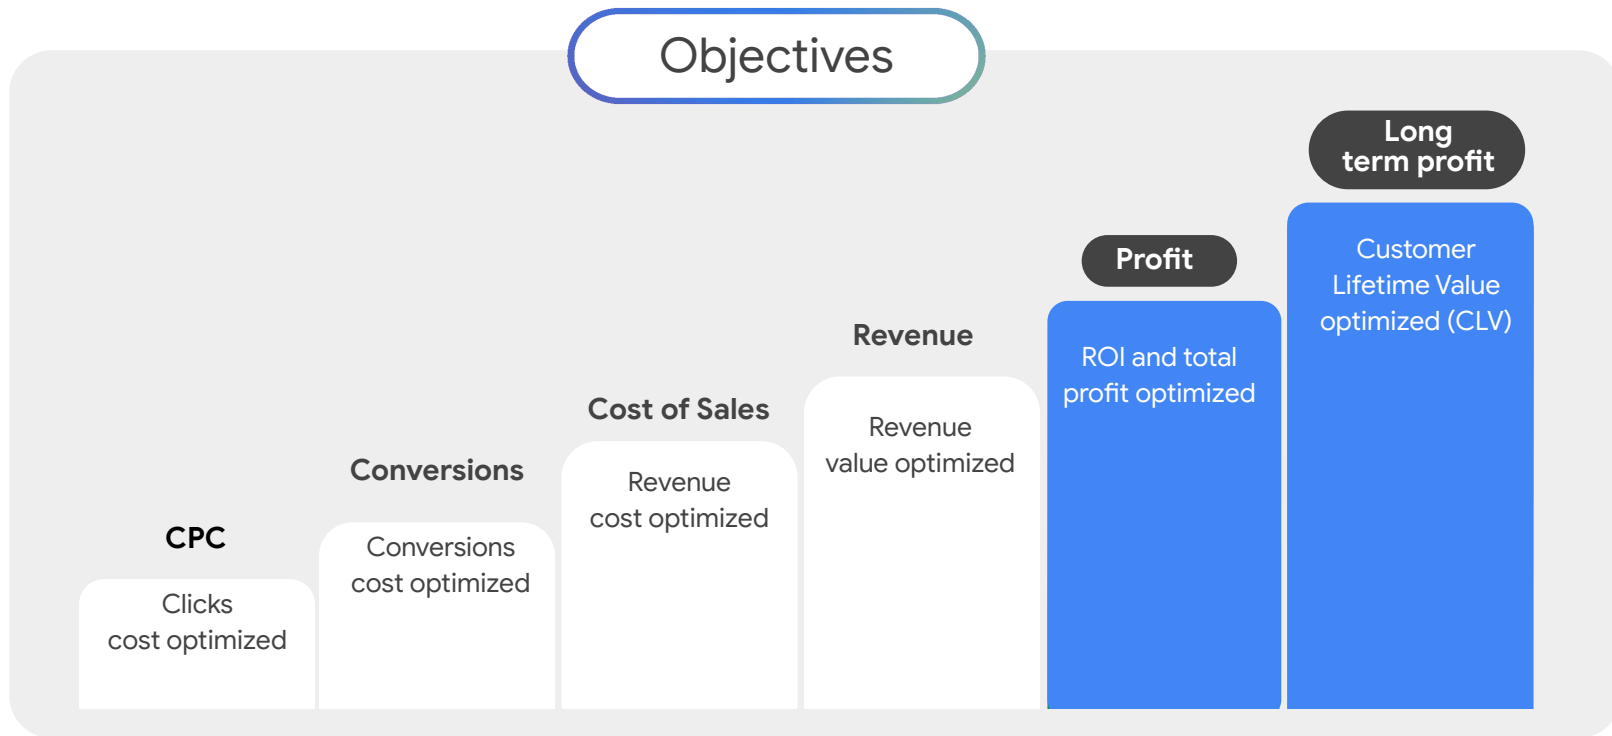 Objectives
CPC
Clicks
cost optimized
Conversions
Conversions
cost optimized
Cost of Sales
Revenue
cost optimized
Revenue
Revenue
value optimized
Profit
ROI and total
profit optimized
Long
term profit
Customer
Lifetime Value
optimized (CLV)